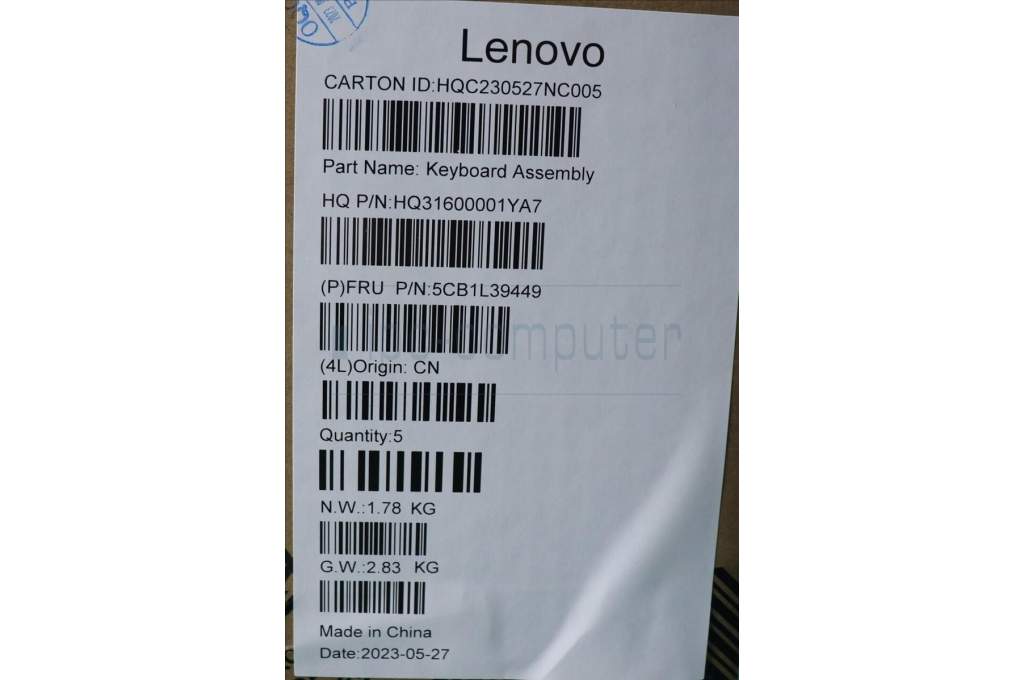 Lenovo
CARTON ID:HQC230527NC005
Part Name: Keyboard Assembly
HQ P/N:HQ31600001YA7
(P)FRU P/N:5CB1L39449
computer
(4L)Origin: CN
Quantity:5
N.W.:1.78 KG
G.W.:2.83 KG
Made in China
Date:2023-05-27